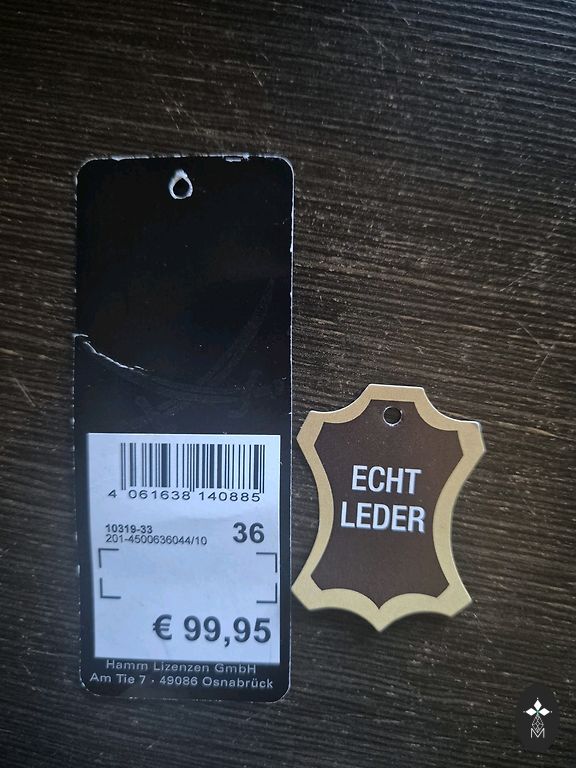 4 061638 140885
10319-33
201-4500636044/10
36
€ 99,95
Hamm Lizenzen GmbH
Am Tie 7 · 49086 Osnabrück
ECHT
LEDER
M